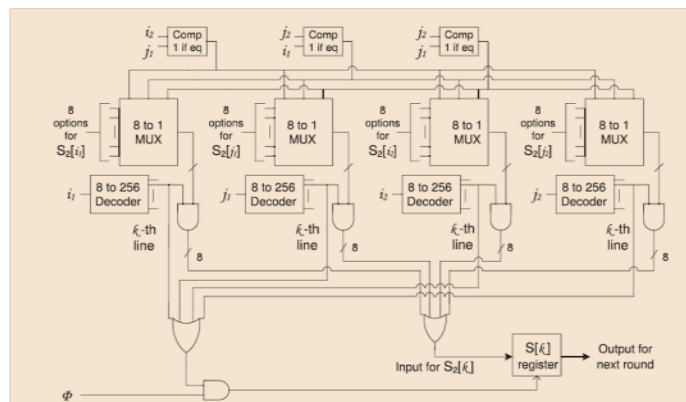 i₂
j₁
Comp
1 if eq
j₂
i₁
Comp
1 if eq
j₂
j₁
Comp
1 if eq
8
options
for
S₂[i₁]
8 to 1
MUX
8
options
for
S₂[j₁]
8 to 1
MUX
8
options
for
S₂[i₂]
8 to 1
MUX
8
options
for
S₂[j₂]
8 to 1
MUX
i₁
8 to 256
Decoder
j₁
8 to 256
Decoder
i₂
8 to 256
Decoder
j₂
8 to 256
Decoder
k-th
line
8
k-th
line
8
k-th
line
8
k-th
line
8
Input for S₂[k]
S[k]
register
Output for
next round
Φ